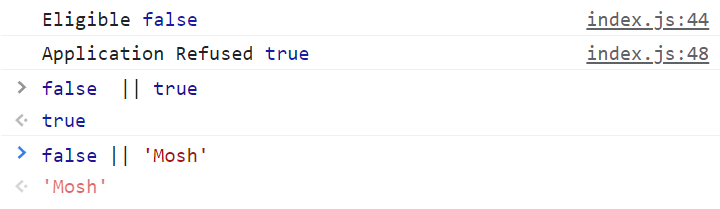 Eligible false index.js:44
Application Refused true index.js:48
> false  || true
<· true
> false || 'Mosh'
<· 'Mosh'